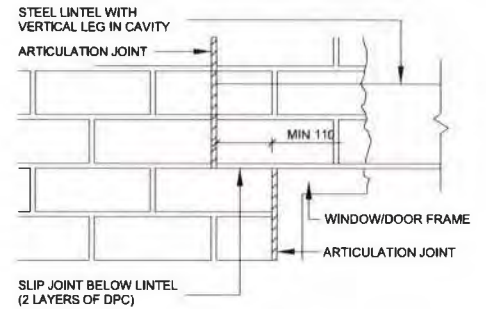 STEEL LINTEL WITH
VERTICAL LEG IN CAVITY
ARTICULATION JOINT
MIN 110
WINDOW/DOOR FRAME
ARTICULATION JOINT
SLIP JOINT BELOW LINTEL
(2 LAYERS OF DPC)